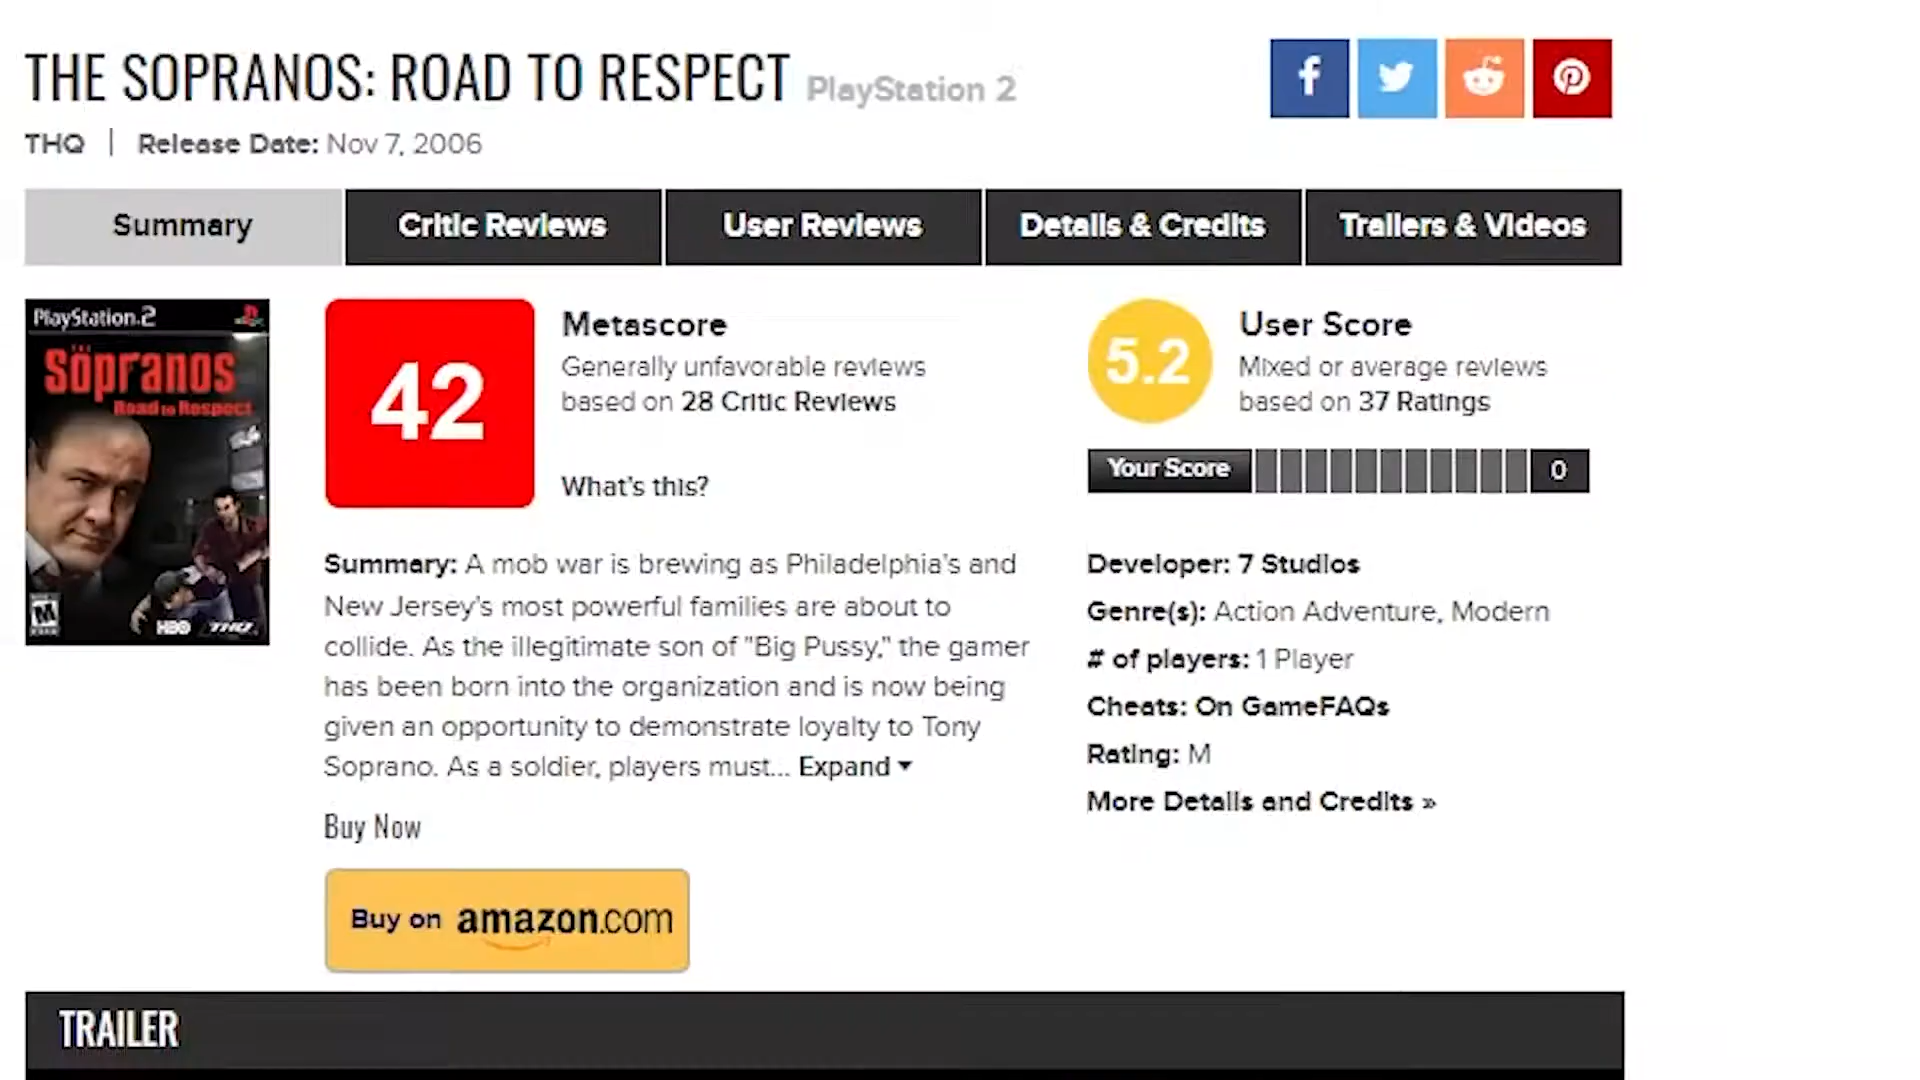 THE SOPRANOS: ROAD TO RESPECT PlayStation 2
THQ | Release Date: Nov 7, 2006
Summary
Critic Reviews
User Reviews
Details & Credits
Trailers & Videos
PlayStation.2
THE
Sopranos
Road to Respect
M
HBO
THQ
42
Metascore
Generally unfavorable reviews
based on 28 Critic Reviews
What's this?
5.2
User Score
Mixed or average reviews
based on 37 Ratings
Your Score
0
Summary: A mob war is brewing as Philadelphia's and
New Jersey's most powerful families are about to
collide. As the illegitimate son of "Big Pussy," the gamer
has been born into the organization and is now being
given an opportunity to demonstrate loyalty to Tony
Soprano. As a soldier, players must... Expand
Buy Now
Buy on amazon.com
Developer: 7 Studios
Genre(s): Action Adventure, Modern
# of players: 1 Player
Cheats: On GameFAQs
Rating: M
More Details and Credits »
TRAILER